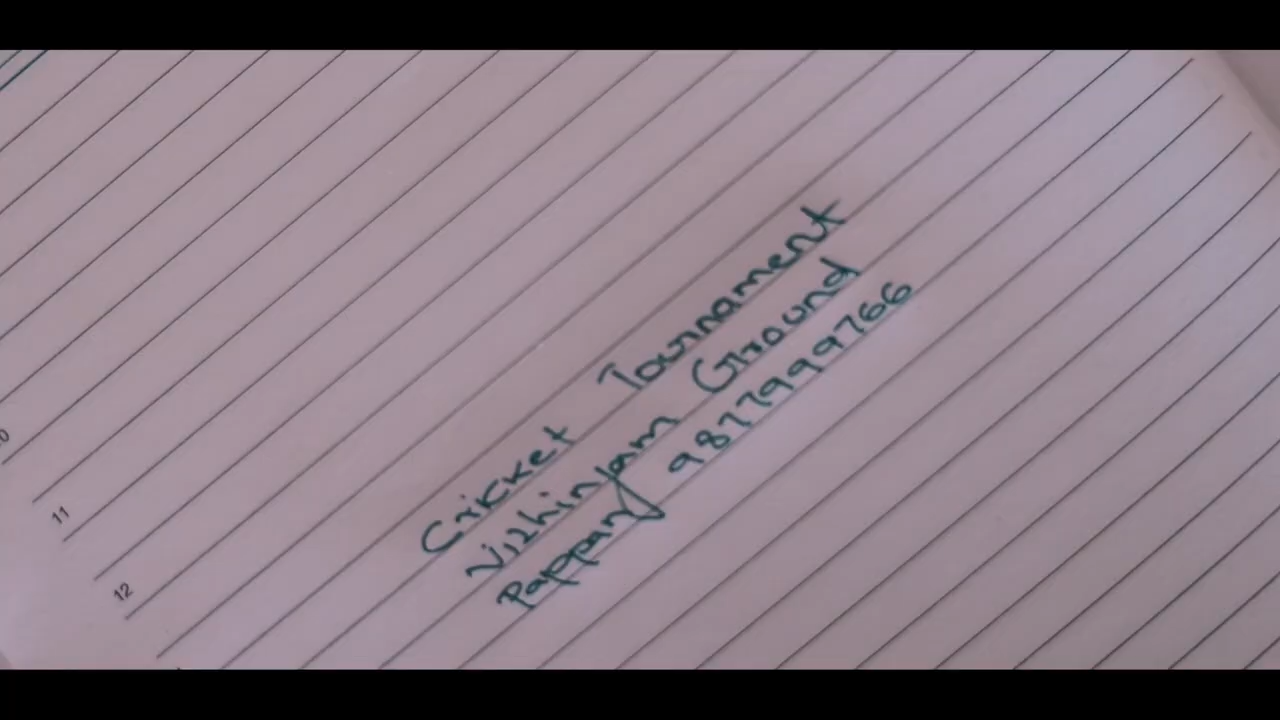 11
12
Cricket Tournament
Vizhinjam Ground
Pappan 9877999766